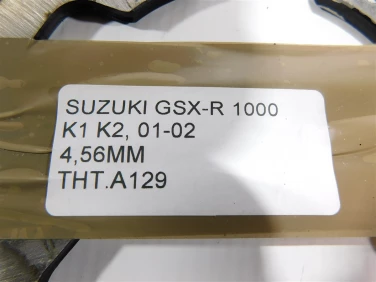 SUZUKI GSX-R 1000
K1 K2, 01-02
4,56MM
THT.A129